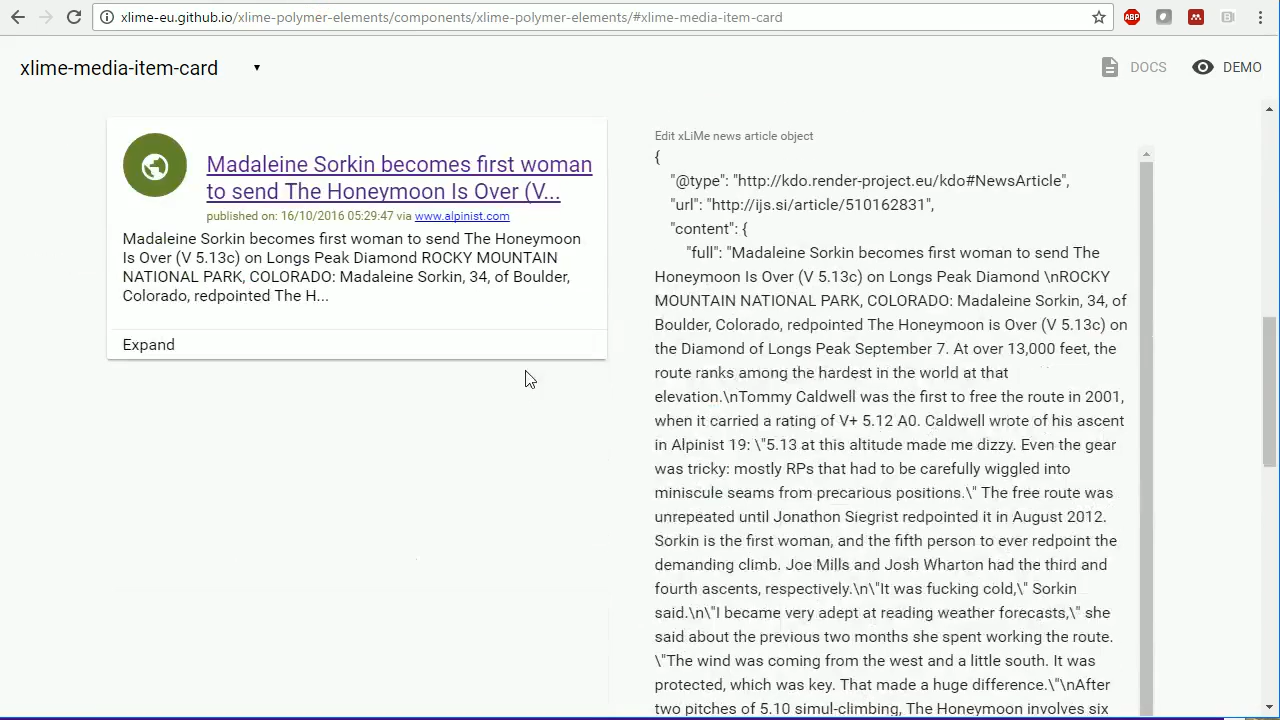 xlime-eu.github.io/xlime-polymer-elements/components/xlime-polymer-elements/#xlime-media-item-card
ABP
xlime-media-item-card
DOCS
DEMO
Madaleine Sorkin becomes first woman
to send The Honeymoon Is Over (V...
published on: 16/10/2016 05:29:47 via www.alpinist.com
Madaleine Sorkin becomes first woman to send The Honeymoon
Is Over (V 5.13c) on Longs Peak Diamond ROCKY MOUNTAIN
NATIONAL PARK, COLORADO: Madaleine Sorkin, 34, of Boulder,
Colorado, redpointed The H...
Expand
Edit xLiMe news article object
{
"@type": "http://kdo.render-project.eu/kdo#NewsArticle",
"url": "http://ijs.si/article/510162831",
"content": {
"full": "Madaleine Sorkin becomes first woman to send The
Honeymoon Is Over (V 5.13c) on Longs Peak Diamond \nROCKY
MOUNTAIN NATIONAL PARK, COLORADO: Madaleine Sorkin, 34, of
Boulder, Colorado, redpointed The Honeymoon is Over (V 5.13c) on
the Diamond of Longs Peak September 7. At over 13,000 feet, the
route ranks among the hardest in the world at that
elevation.\nTommy Caldwell was the first to free the route in 2001,
when it carried a rating of V+ 5.12 A0. Caldwell wrote of his ascent
in Alpinist 19: \"5.13 at this altitude made me dizzy. Even the gear
was tricky: mostly RPs that had to be carefully wiggled into
miniscule seams from precarious positions.\" The free route was
unrepeated until Jonathon Siegrist redpointed it in August 2012.
Sorkin is the first woman, and the fifth person to ever redpoint the
demanding climb. Joe Mills and Josh Wharton had the third and
fourth ascents, respectively.\n\"It was fucking cold,\" Sorkin
said.\n\"I became very adept at reading weather forecasts,\" she
said about the previous two months she spent working the route.
\"The wind was coming from the west and a little south. It was
protected, which was key. That made a huge difference.\"\nAfter
two pitches of 5.10 simul-climbing, The Honeymoon involves six